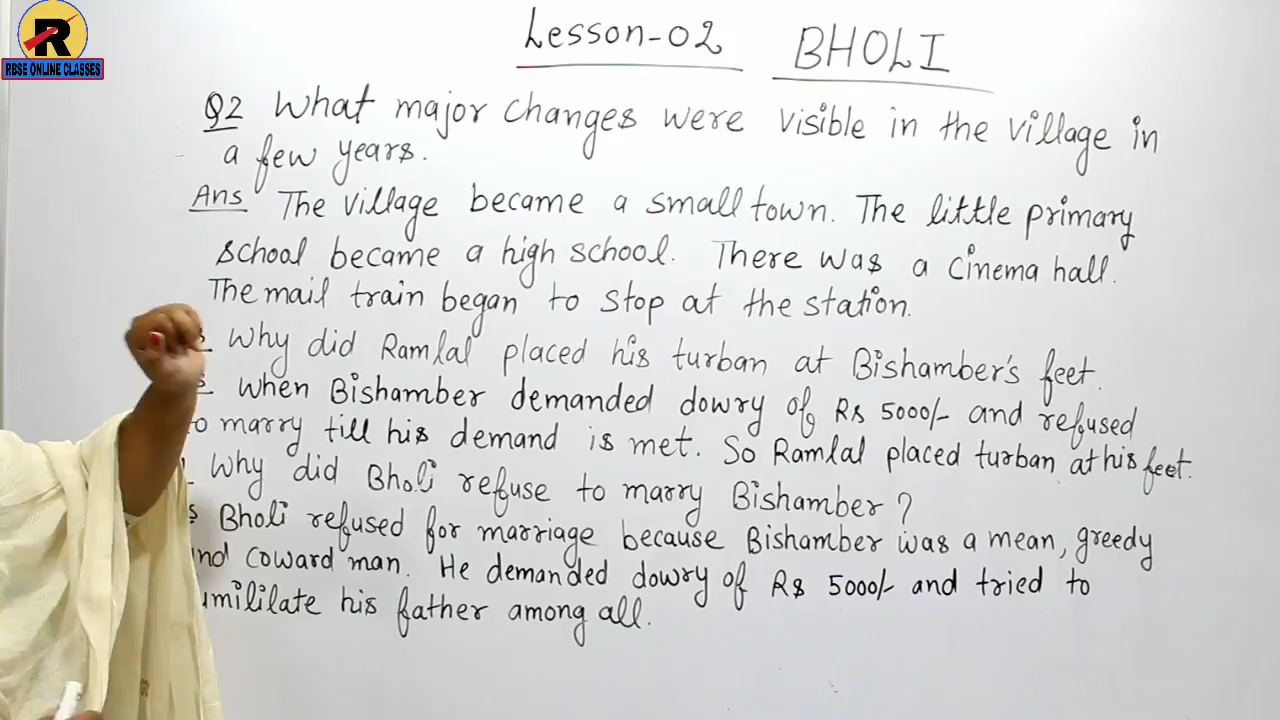 R
RBSE ONLINE CLASSES
Lesson-02 BHOLI
Q2 What major changes were visible in the village in
a few years.
Ans The village became a small town. The little primary
school became a high school. There was a cinema hall.
The mail train began to stop at the station.
Why did Ramlal placed his turban at Bishamber's feet.
When Bishamber demanded dowry of Rs 5000/- and refused
to marry till his demand is met. So Ramlal placed turban at his feet.
Why did Bholi refuse to marry Bishamber?
Bholi refused for marriage because Bishamber was a mean, greedy
and coward man. He demanded dowry of Rs 5000/- and tried to
his father among all.